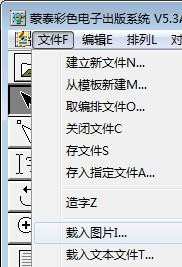 蒙泰彩色电子出版系统 V5.3
文件F 编辑E 排列L
建立新文件N...
从模板新建M...
取编排文件O...
关闭文件C
存文件S
存入指定文件A...
造字Z
载入图片I...
载入文本文件T...